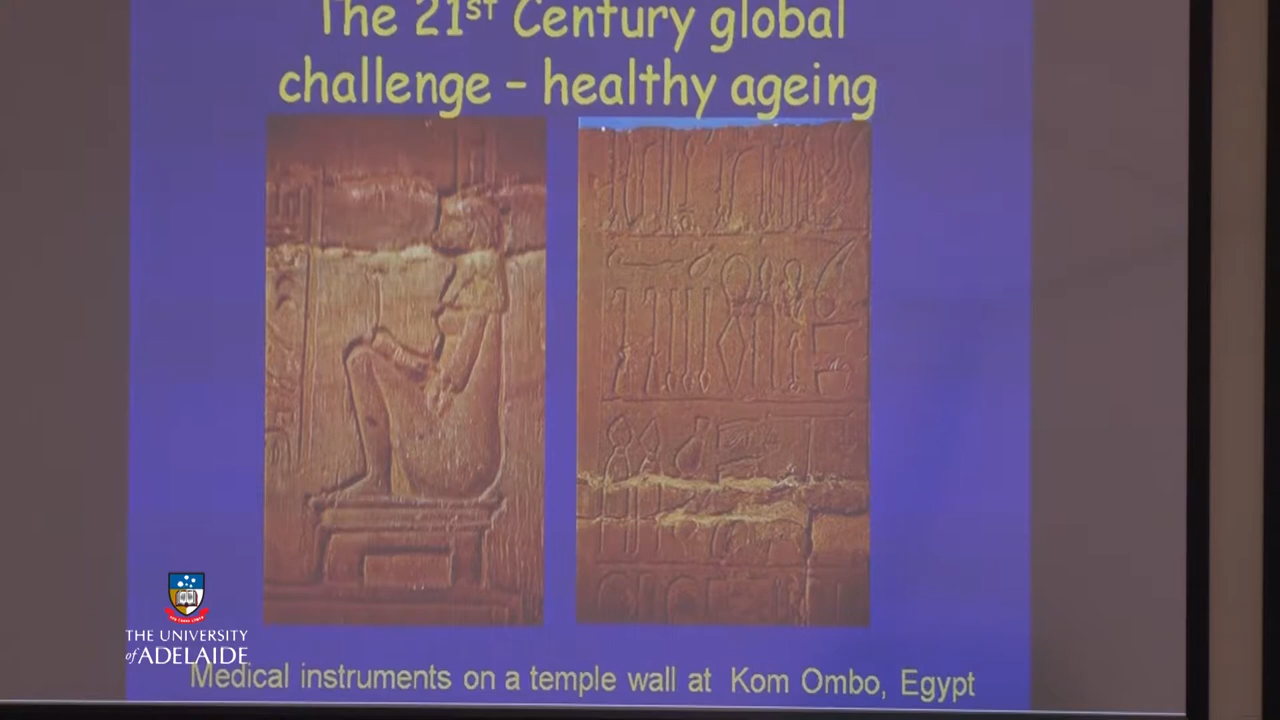 The 21st Century global
challenge – healthy ageing
THE UNIVERSITY
of ADELAIDE
Medical instruments on a temple wall at Kom Ombo, Egypt